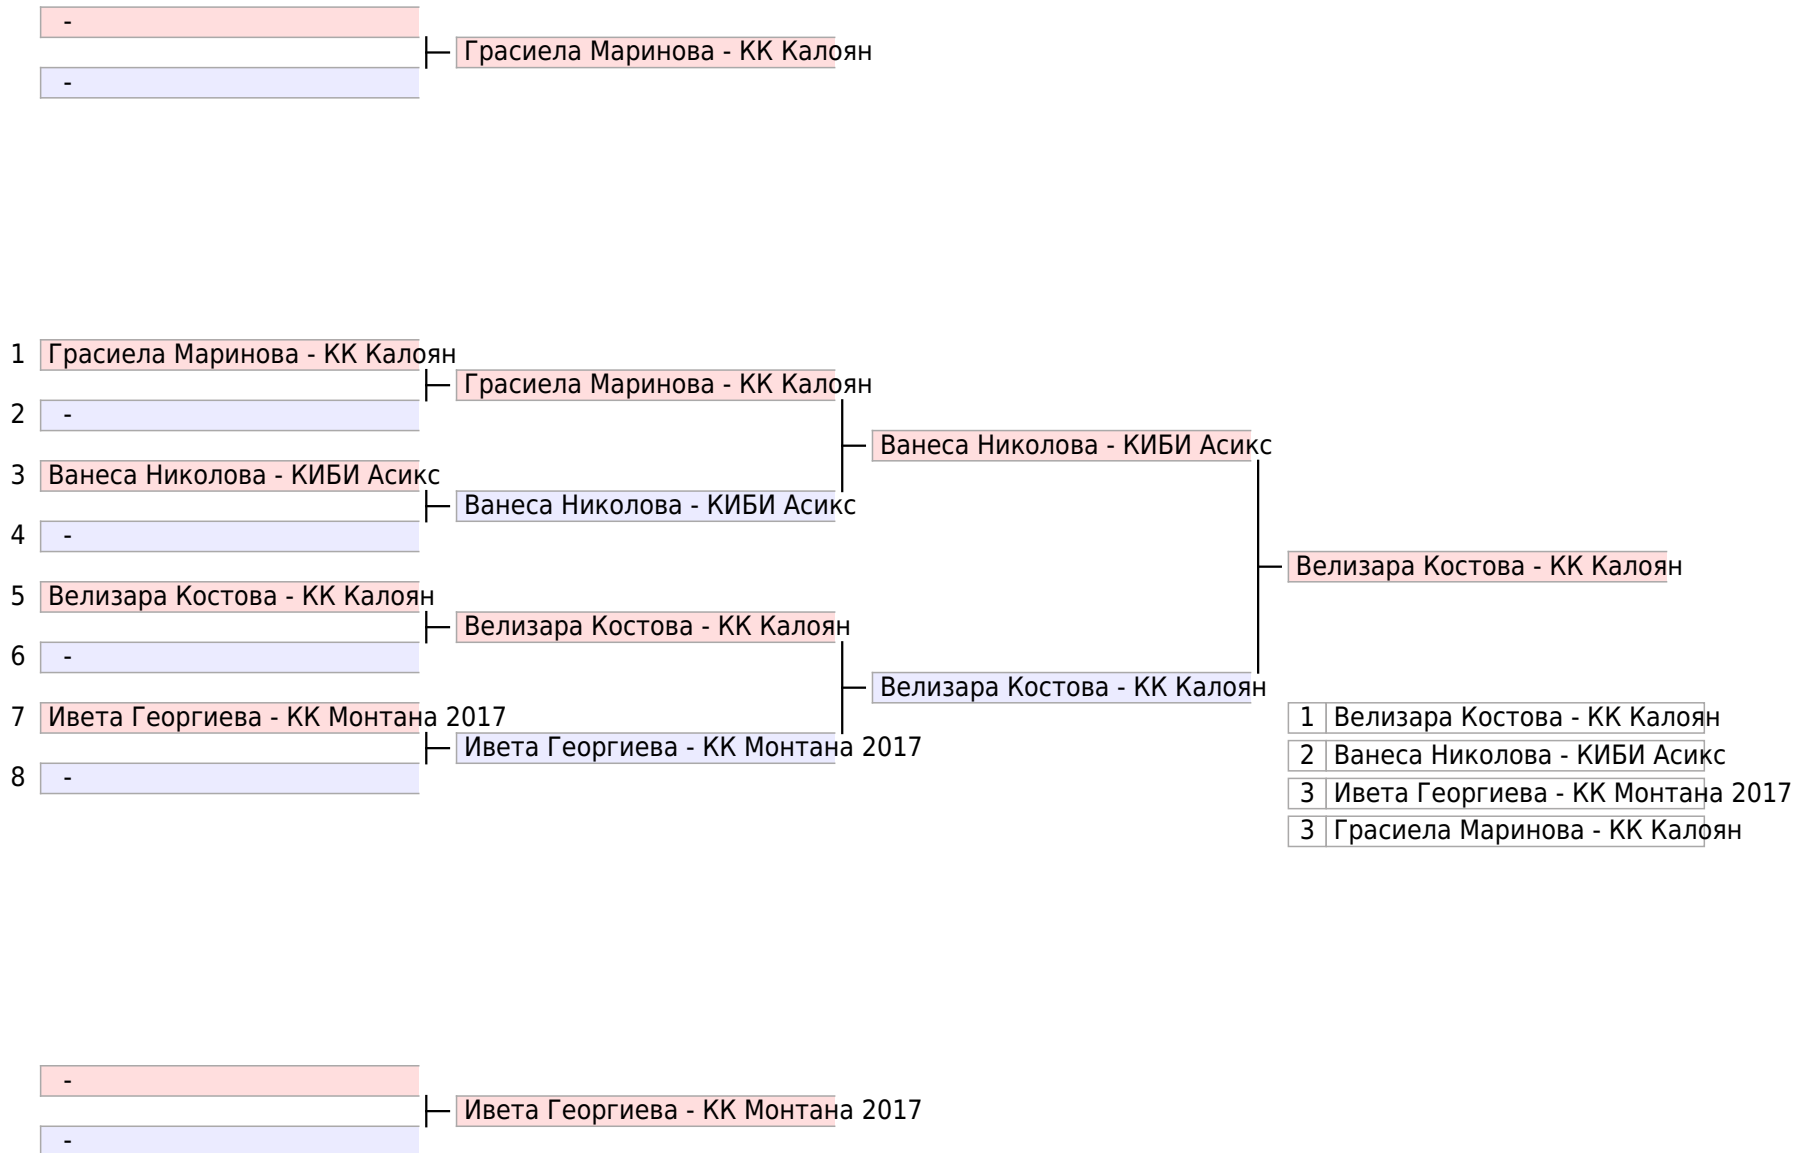 -
Грасиела Маринова - КК Калоян
-
1 Грасиела Маринова - КК Калоян
Грасиела Маринова - КК Калоян
2 -
Ванеса Николова - КИБИ Асикс
3 Ванеса Николова - КИБИ Асикс
Ванеса Николова - КИБИ Асикс
4 -
Велизара Костова - КК Калоян
5 Велизара Костова - КК Калоян
Велизара Костова - КК Калоян
6 -
Велизара Костова - КК Калоян
7 Ивета Георгиева - КК Монтана 2017
Ивета Георгиева - КК Монтана 2017
8 -
1 Велизара Костова - КК Калоян
2 Ванеса Николова - КИБИ Асикс
3 Ивета Георгиева - КК Монтана 2017
3 Грасиела Маринова - КК Калоян
-
Ивета Георгиева - КК Монтана 2017
-